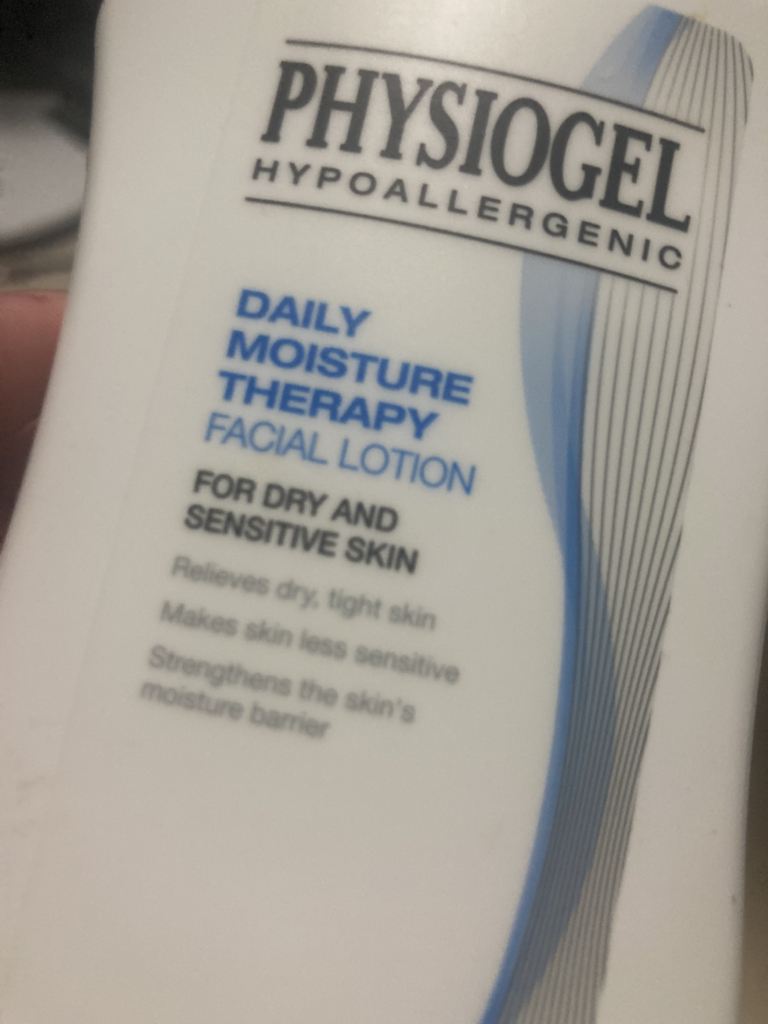 PHYSIOGEL
HYPOALLERGENIC
DAILY
MOISTURE
THERAPY
FACIAL LOTION
FOR DRY AND
SENSITIVE SKIN
Relieves dry, tight skin
Makes skin less sensitive
Strengthens the skin's
moisture barrier